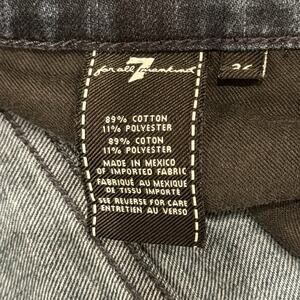 for all 7 mankind
89% COTTON
11% POLYESTER
89% COTON
11% POLYESTER
MADE IN MEXICO
OF IMPORTED FABRIC
FABRIQUÉ AU MEXIQUE
DE TISSU IMPORTÉ
SEE REVERSE FOR CARE
ENTRETIEN AU VERSO